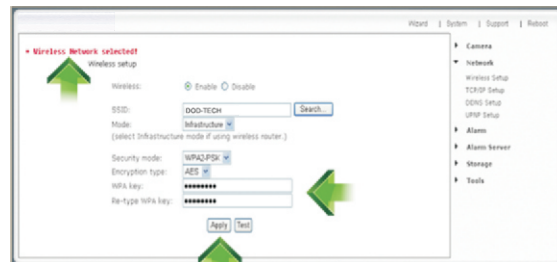 Wizard | System | Support | Reboot
* Wireless Network selected!
Wireless setup
Wireless: Enable Disable
SSID: DOD-TECH Search...
Mode: Infrastructure
(select Infrastructure mode if using wireless router.)
Security mode: WPA2-PSK
Encryption type: AES
WPA key: ••••••••
Re-type WPA key: ••••••••
Apply Test
Camera
Network
Wireless Setup
TCP/IP Setup
DDNS Setup
UPNP Setup
Alarm
Alarm Server
Storage
Tools